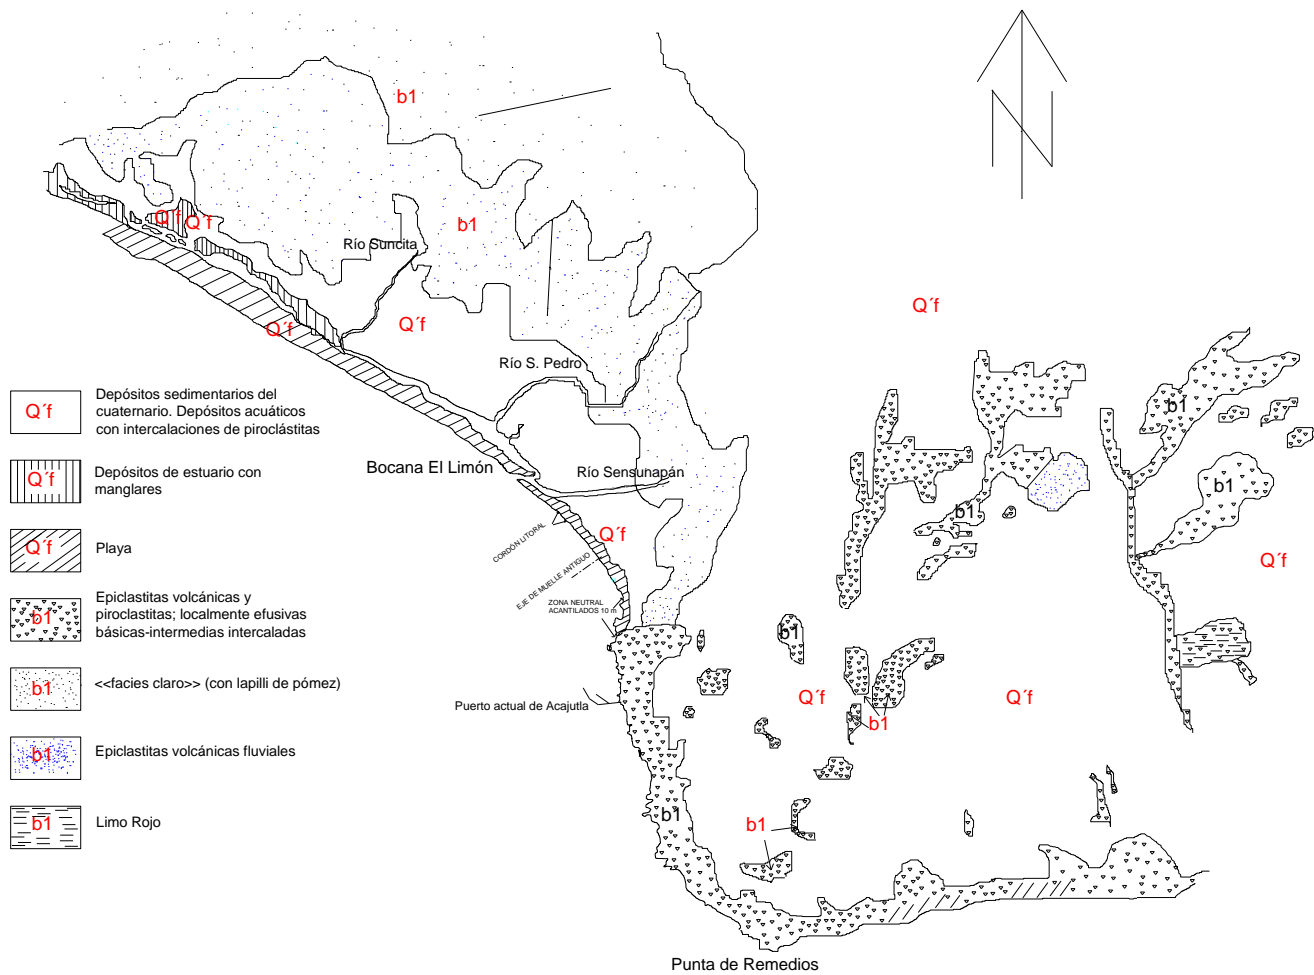 b1
b1
Q´f
Q´f
Río Suncita
Q´f
Q´f
Q´f
Río S. Pedro
Bocana El Limón
Río Sensunapán
CORDÓN LITORAL
EJE DE MUELLE ANTIGUO
ZONA NEUTRAL
ACANTILADOS 10 m
Q´f
Puerto actual de Acajutla
b1
b1
b1
b1
Q´f
b1
Q´f
Q´f
b1
b1
b1
Punta de Remedios
N
Q´f
Depósitos sedimentarios del
cuaternario. Depósitos acuáticos
con intercalaciones de piroclástitas
Q´f
Depósitos de estuario con
manglares
Q´f
Playa
b1
Epiclastitas volcánicas y
piroclastitas; localmente efusivas
básicas-intermedias intercaladas
b1
<<facies claro>> (con lapilli de pómez)
b1
Epiclastitas volcánicas fluviales
b1
Limo Rojo